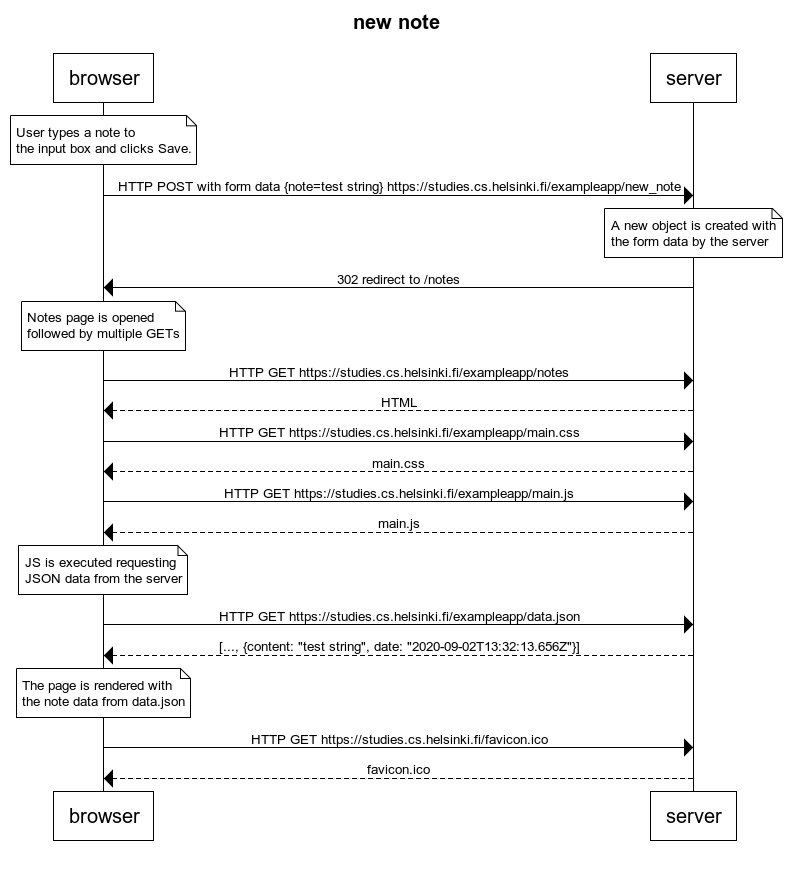 new note
browser
server
User types a note to
the input box and clicks Save.
HTTP POST with form data {note=test string} https://studies.cs.helsinki.fi/exampleapp/new_note
A new object is created with
the form data by the server
302 redirect to /notes
Notes page is opened
followed by multiple GETs
HTTP GET https://studies.cs.helsinki.fi/exampleapp/notes
HTML
HTTP GET https://studies.cs.helsinki.fi/exampleapp/main.css
main.css
HTTP GET https://studies.cs.helsinki.fi/exampleapp/main.js
main.js
JS is executed requesting
JSON data from the server
HTTP GET https://studies.cs.helsinki.fi/exampleapp/data.json
[..., {content: "test string", date: "2020-09-02T13:32:13.656Z"}]
The page is rendered with
the note data from data.json
HTTP GET https://studies.cs.helsinki.fi/favicon.ico
favicon.ico
browser
server